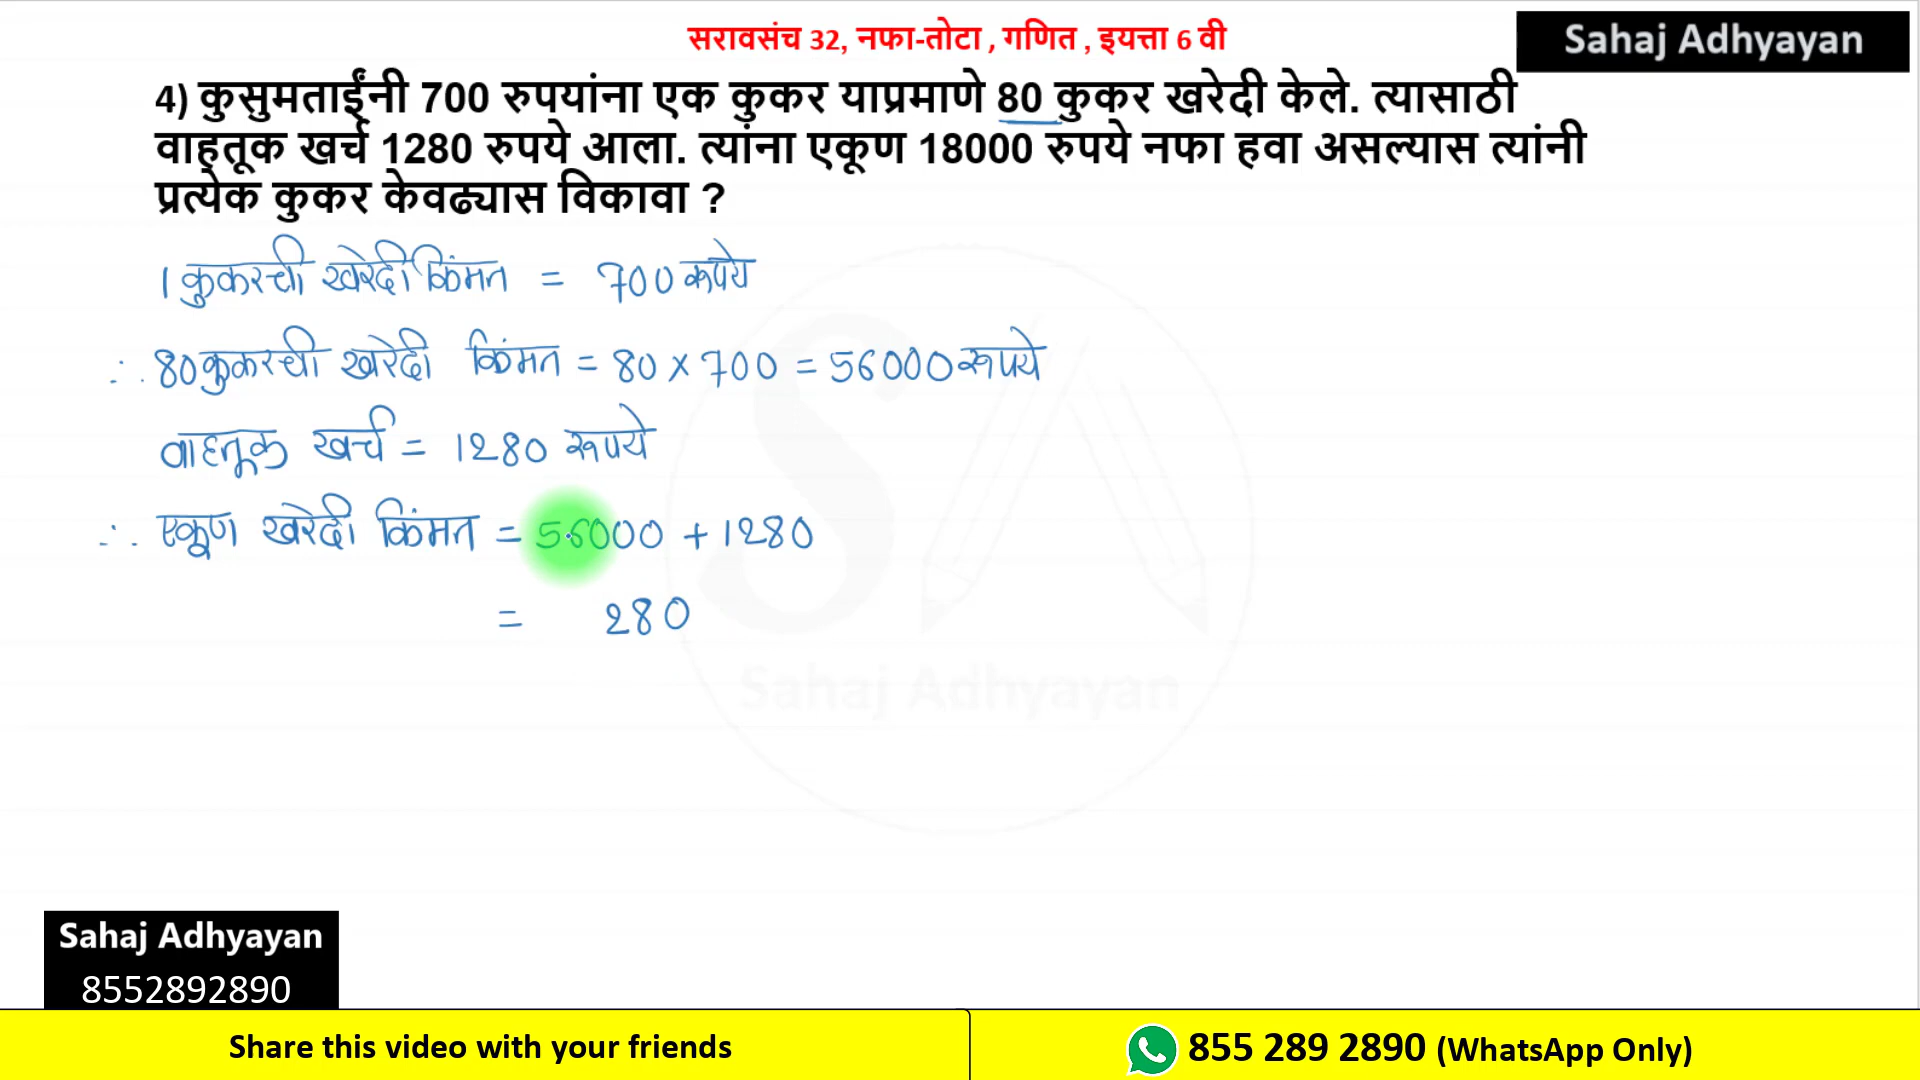 सरावसंच 32, नफा-तोटा , गणित , इयत्ता 6 वी
Sahaj Adhyayan
4) कुसुमताईंनी 700 रुपयांना एक कुकर याप्रमाणे 80 कुकर खरेदी केले. त्यासाठी
वाहतूक खर्च 1280 रुपये आला. त्यांना एकूण 18000 रुपये नफा हवा असल्यास त्यांनी
प्रत्येक कुकर केवढ्यास विकावा ?
1 कुकरची खरेदी किंमत = 700 रूपये
∴ 80 कुकरची खरेदी किंमत = 80 × 700 = 56000 रूपये
वाहतूक खर्च = 1280 रूपये
∴ एकूण खरेदी किंमत = 56000 + 1280
= 280
Sahaj Adhyayan
Sahaj Adhyayan
8552892890
Share this video with your friends
855 289 2890 (WhatsApp Only)